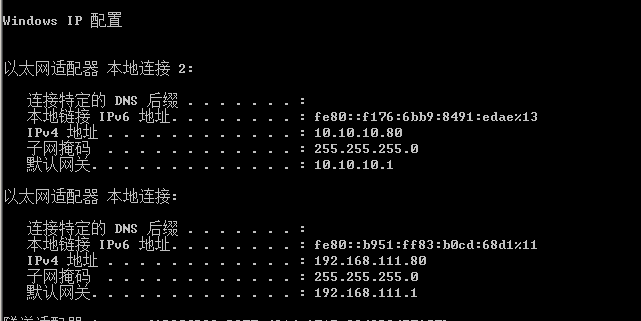 Windows IP 配置
以太网适配器 本地连接 2:
连接特定的 DNS 后缀 . . . . . . . :
本地链接 IPv6 地址. . . . . . . . : fe80::f176:6bb9:8491:edae%13
IPv4 地址 . . . . . . . . . . . . : 10.10.10.80
子网掩码 . . . . . . . . . . . . : 255.255.255.0
默认网关. . . . . . . . . . . . . : 10.10.10.1
以太网适配器 本地连接:
连接特定的 DNS 后缀 . . . . . . . :
本地链接 IPv6 地址. . . . . . . . : fe80::b951:ff83:b0cd:68d1%11
IPv4 地址 . . . . . . . . . . . . : 192.168.111.80
子网掩码 . . . . . . . . . . . . : 255.255.255.0
默认网关. . . . . . . . . . . . . : 192.168.111.1